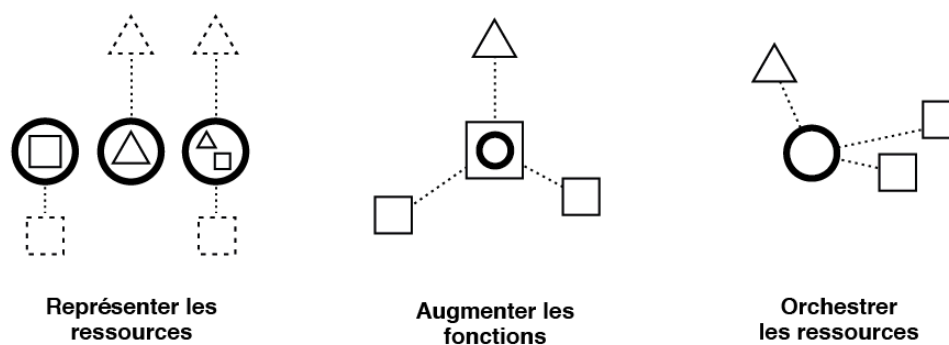 Représenter les
ressources
Augmenter les
fonctions
Orchestrer
les ressources